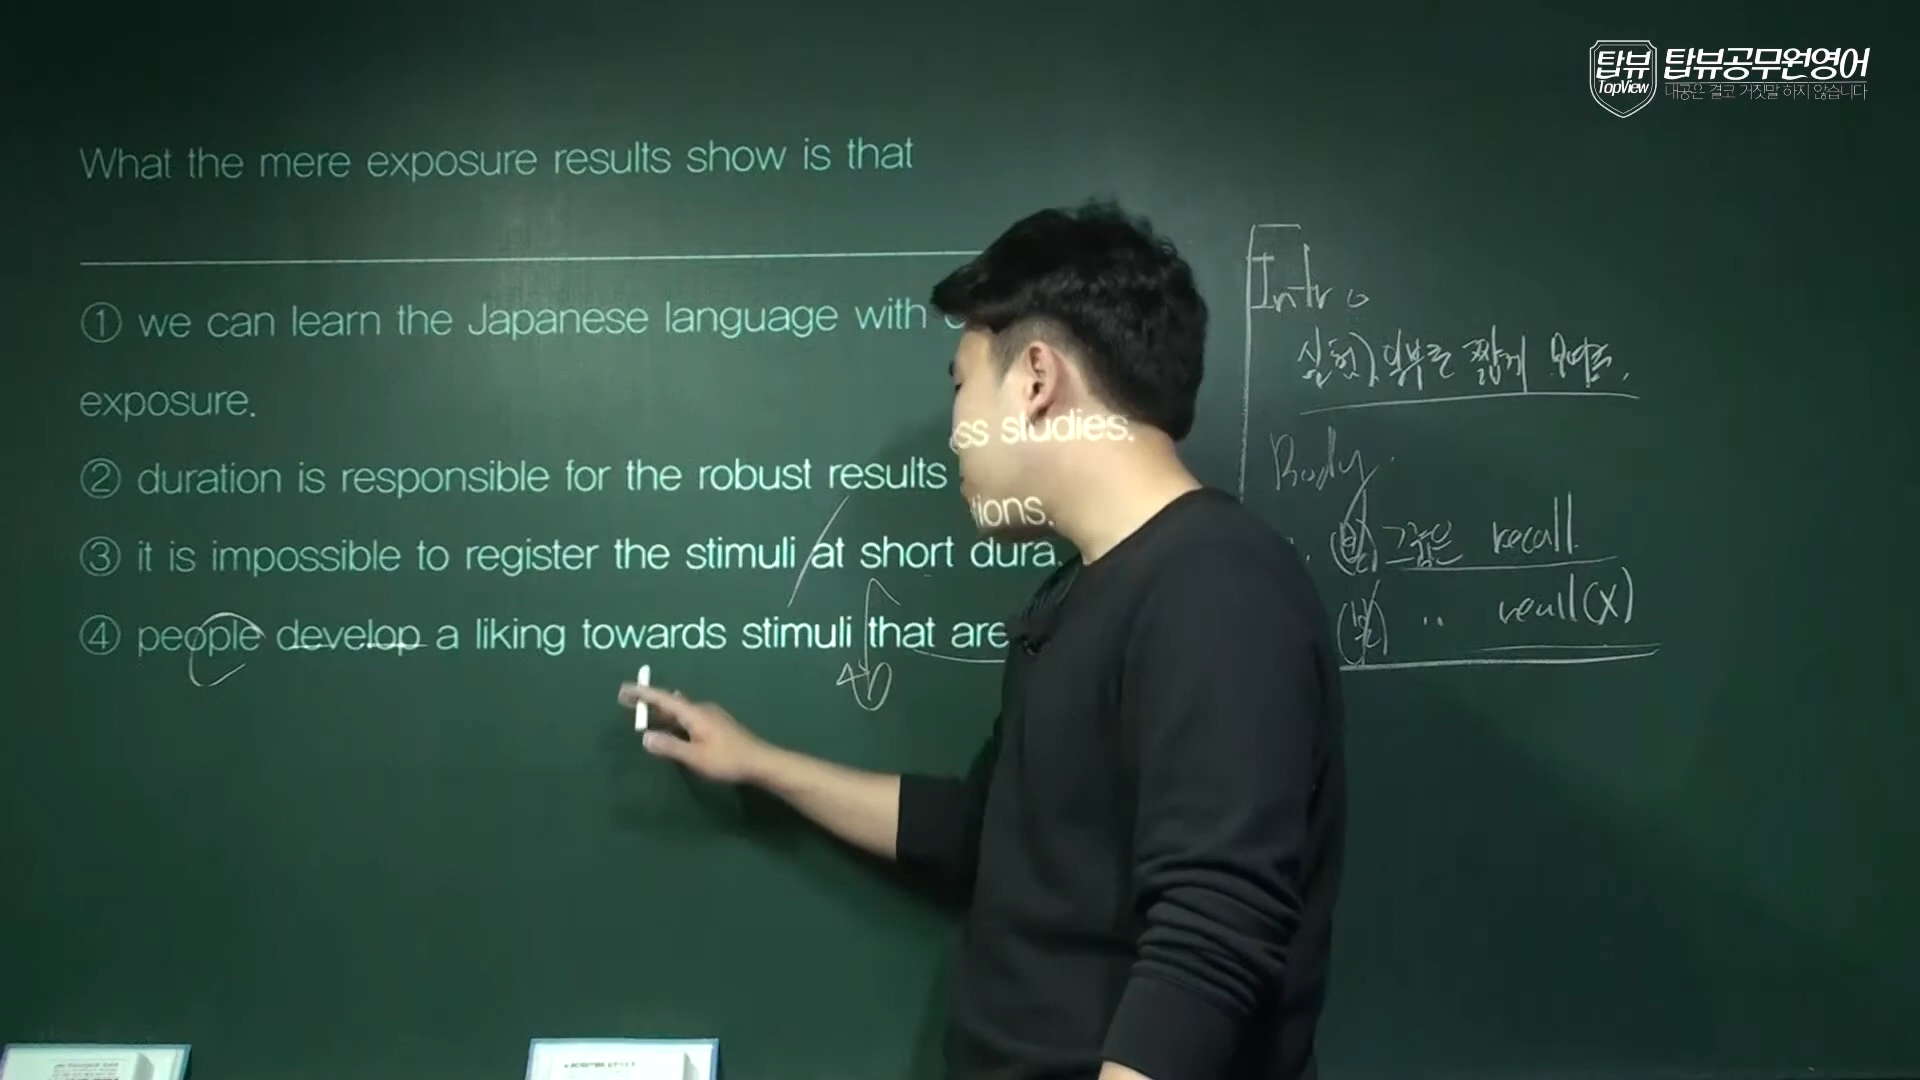 탑뷰
TopView
탑뷰공무원영어
내공은 결코 거짓말 하지 않습니다
What the mere exposure results show is that
① we can learn the Japanese language with
exposure.
② duration is responsible for the robust results
ss studies.
③ it is impossible to register the stimuli at short dura
tions.
④ people develop a liking towards stimuli that are
Intro
짧게
Body
recall
recall(X)